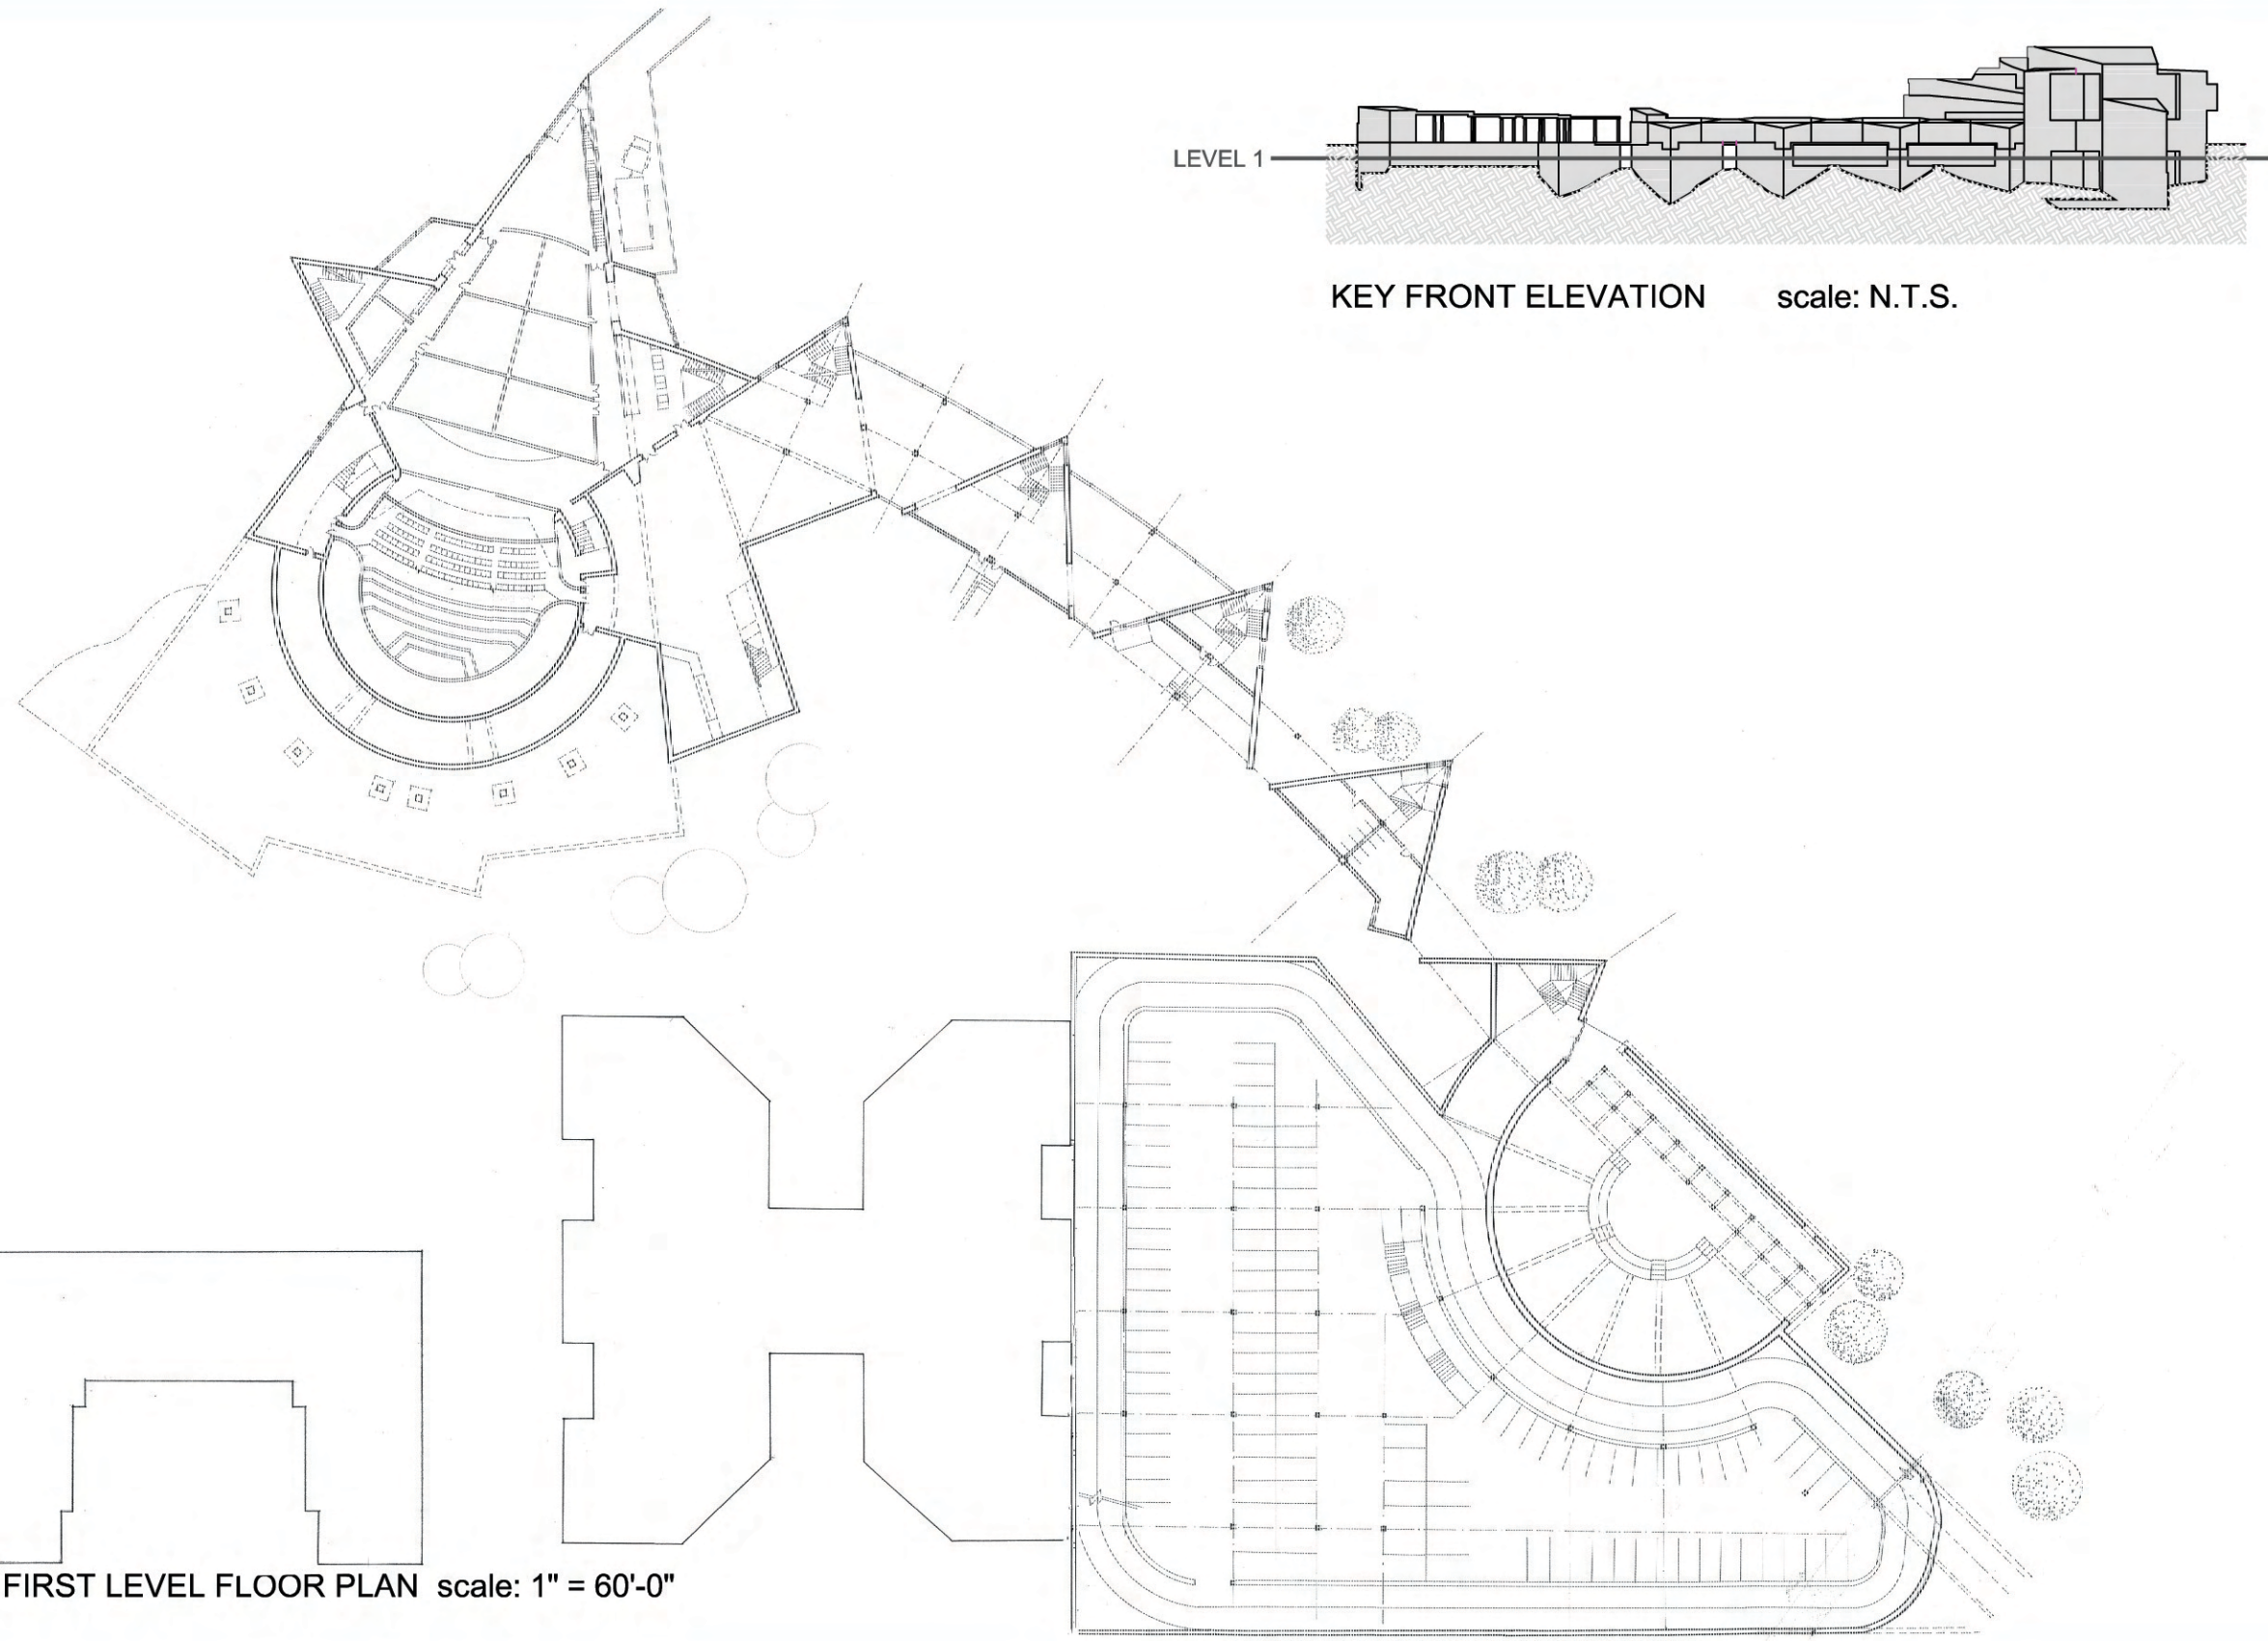 LEVEL 1
KEY FRONT ELEVATION scale: N.T.S.
FIRST LEVEL FLOOR PLAN scale: 1" = 60'-0"